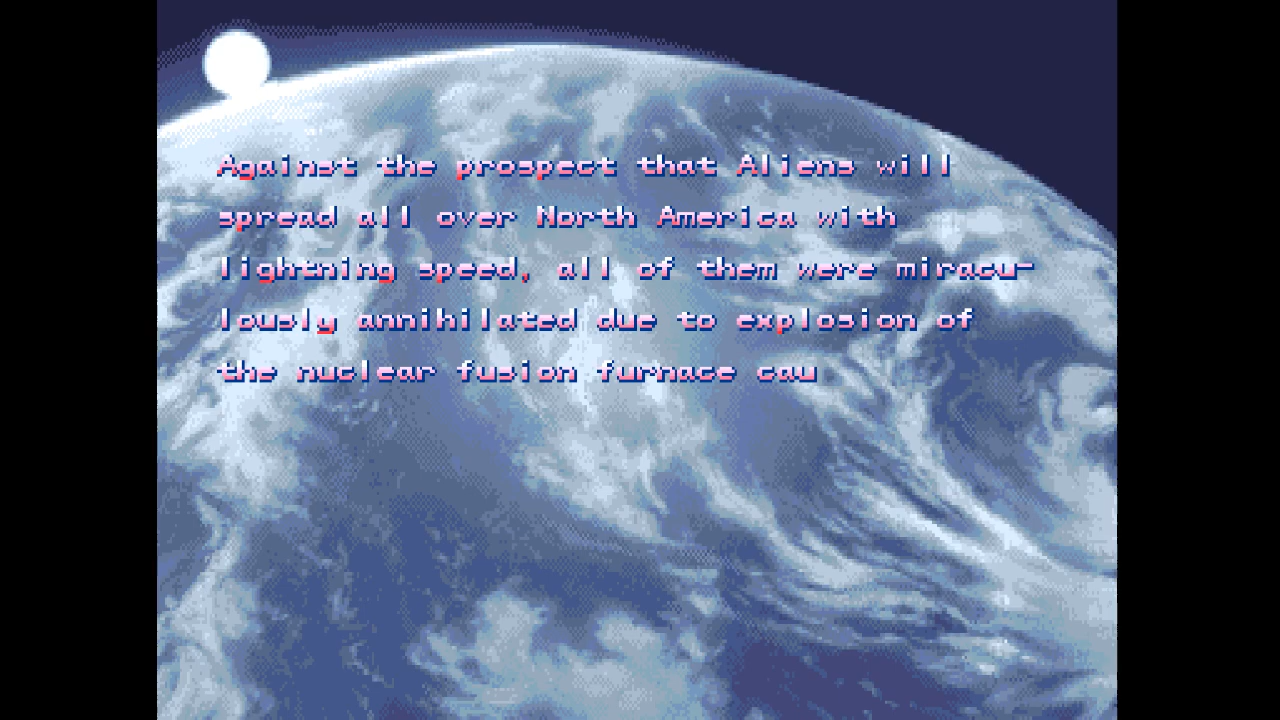 Against the prospect that Aliens will
spread all over North America with
lightning speed, all of them were miracu-
lously annihilated due to explosion of
the nuclear fusion furnace cau